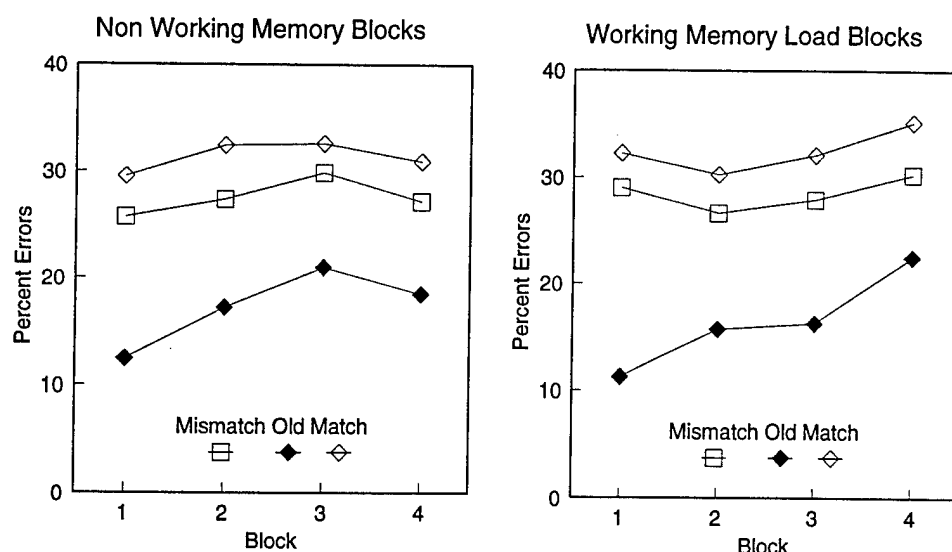 Non Working Memory Blocks
40
30
20
10
0
Percent Errors
Mismatch Old Match
1 2 3 4
Block
Working Memory Load Blocks
40
30
20
10
0
Percent Errors
Mismatch Old Match
1 2 3 4
Block